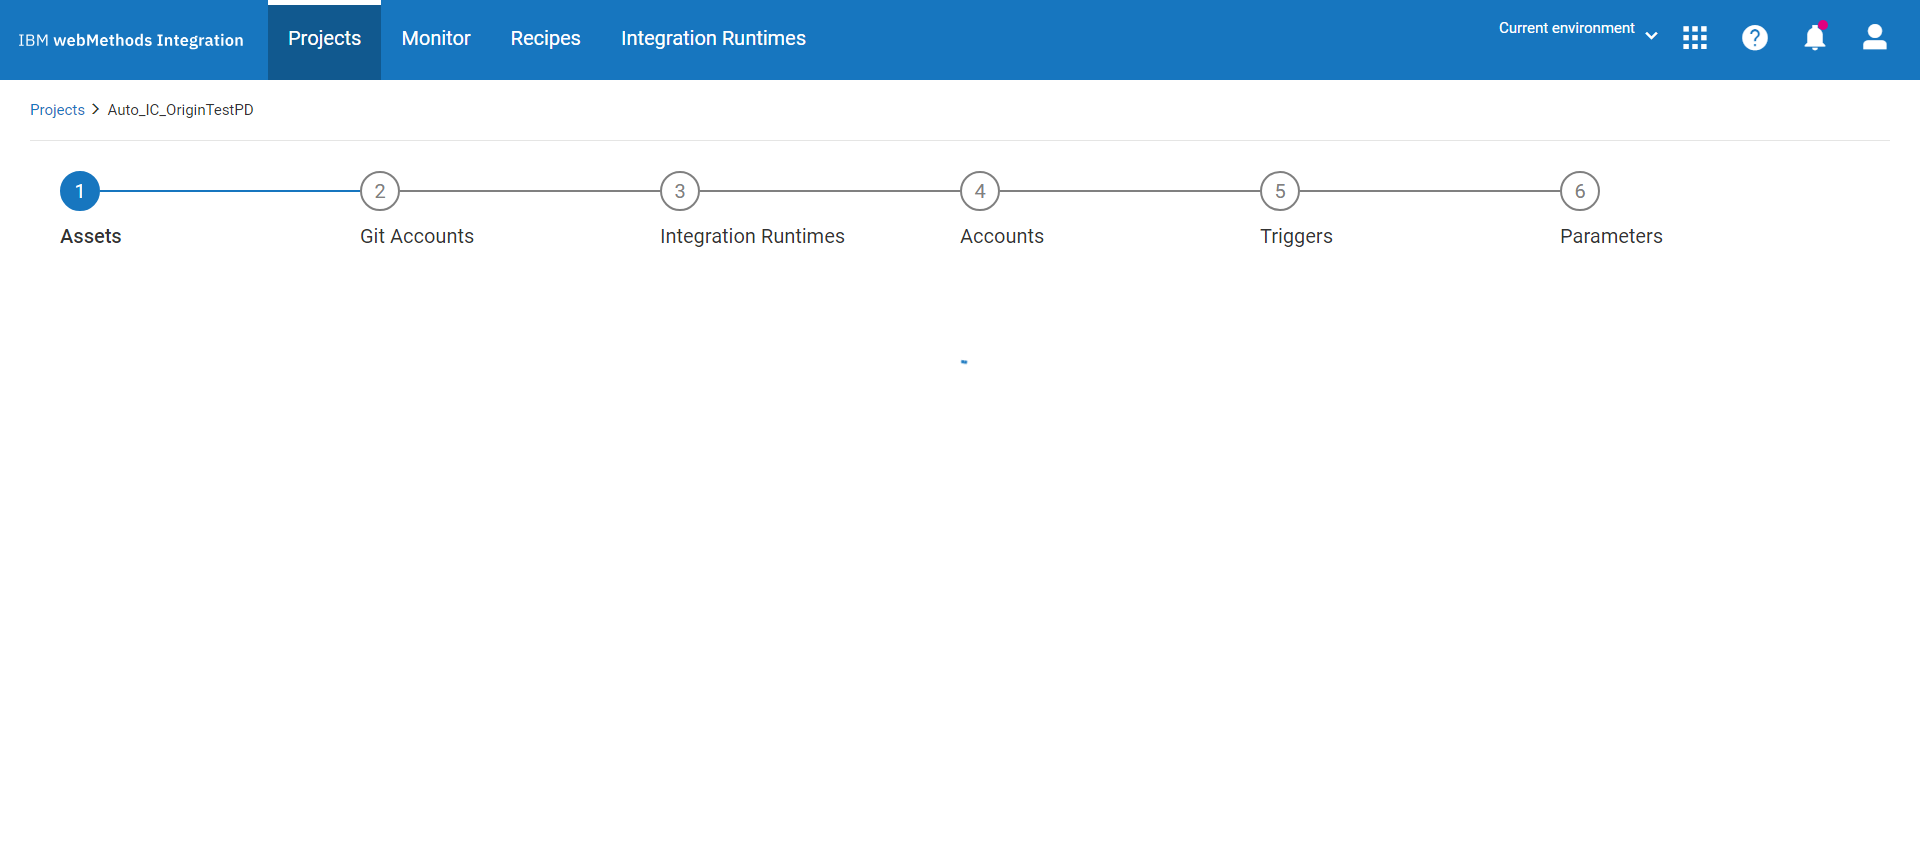 IBM webMethods Integration Projects Monitor Recipes Integration Runtimes Current environment
Projects > Auto_IC_OriginTestPD
1 2 3 4 5 6
Assets Git Accounts Integration Runtimes Accounts Triggers Parameters